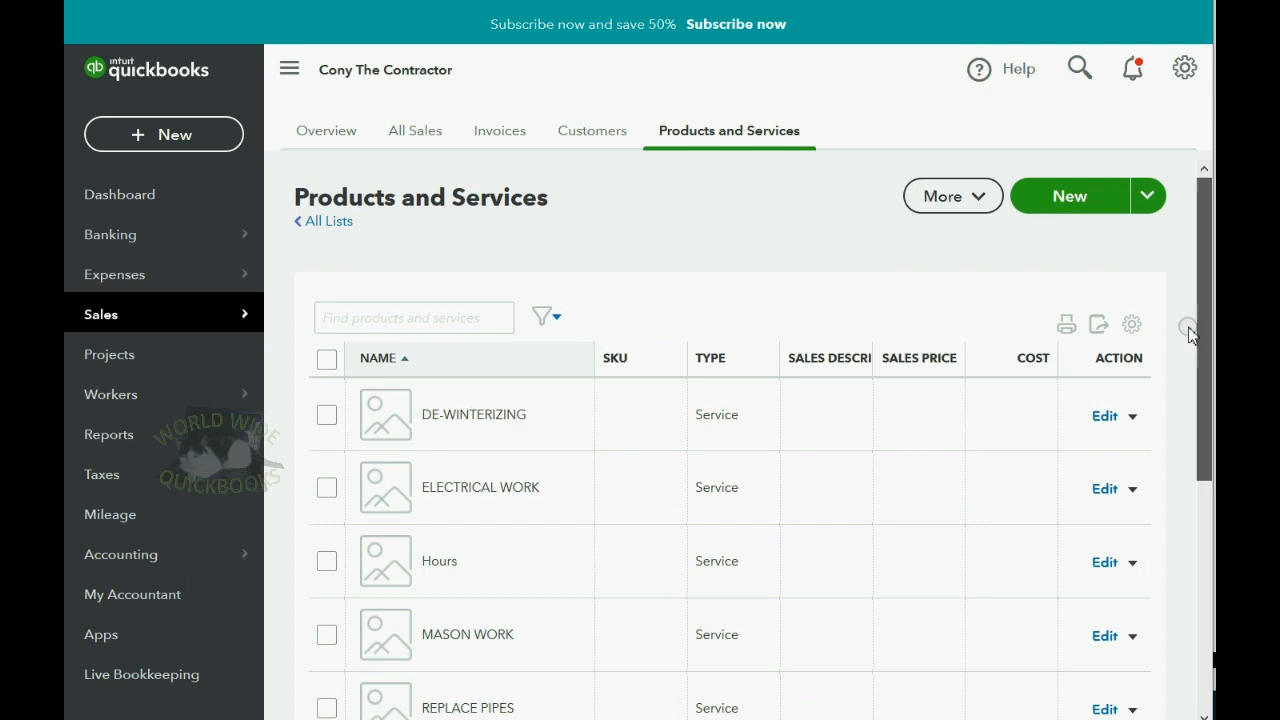 Subscribe now and save 50% Subscribe now
intuit
qb quickbooks
Cony The Contractor
? Help
+ New
Overview
All Sales
Invoices
Customers
Products and Services
Dashboard
Banking
Expenses
Sales
Projects
Workers
Reports
Taxes
Mileage
Accounting
My Accountant
Apps
Live Bookkeeping
WORLD WIDE
QUICKBOOKS
Products and Services
All Lists
More
New
Find products and services
NAME SKU TYPE SALES DESCRI SALES PRICE COST ACTION
DE-WINTERIZING Service Edit
ELECTRICAL WORK Service Edit
Hours Service Edit
MASON WORK Service Edit
REPLACE PIPES Service Edit